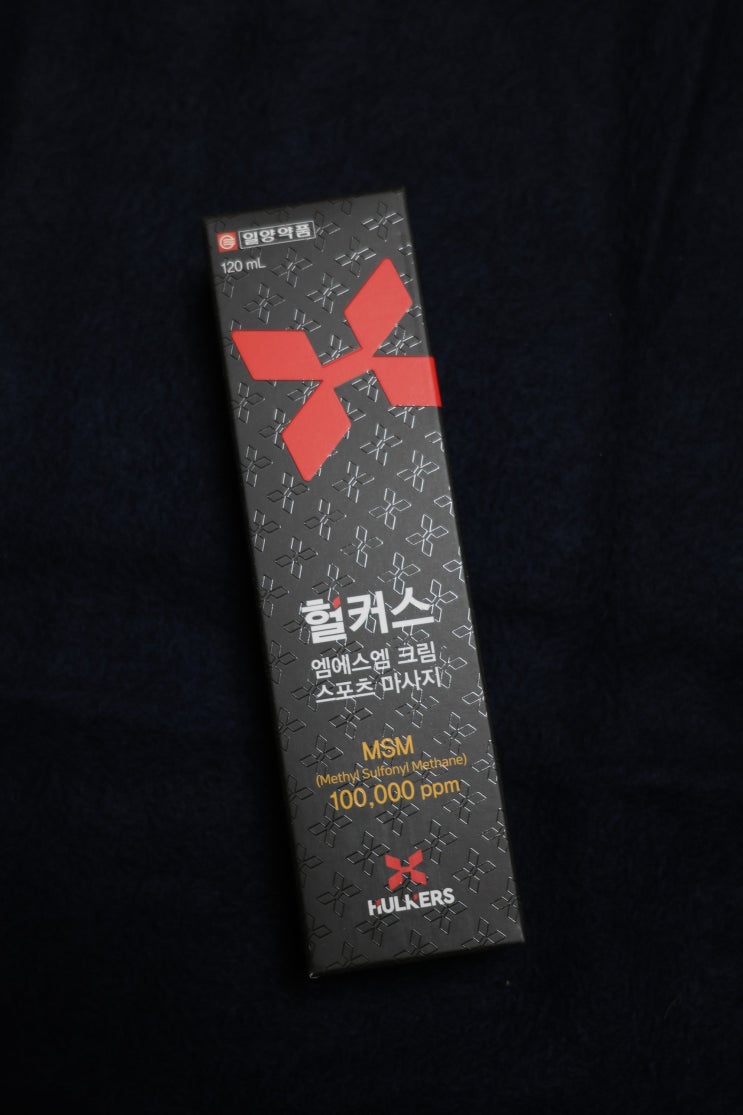 일양약품
120 mL
헐커스
엠에스엠 크림
스포츠 마사지
MSM
(Methyl Sulfonyl Methane)
100,000 ppm
HULKERS